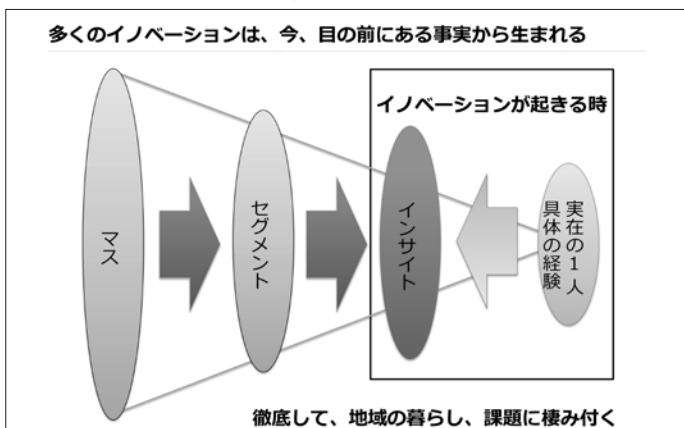 多くのイノベーションは、今、目の前にある事実から生まれる
イノベーションが起きる時
マス
セグメント
インサイト
実在の1人
具体の経験
徹底して、地域の暮らし、課題に棲み付く